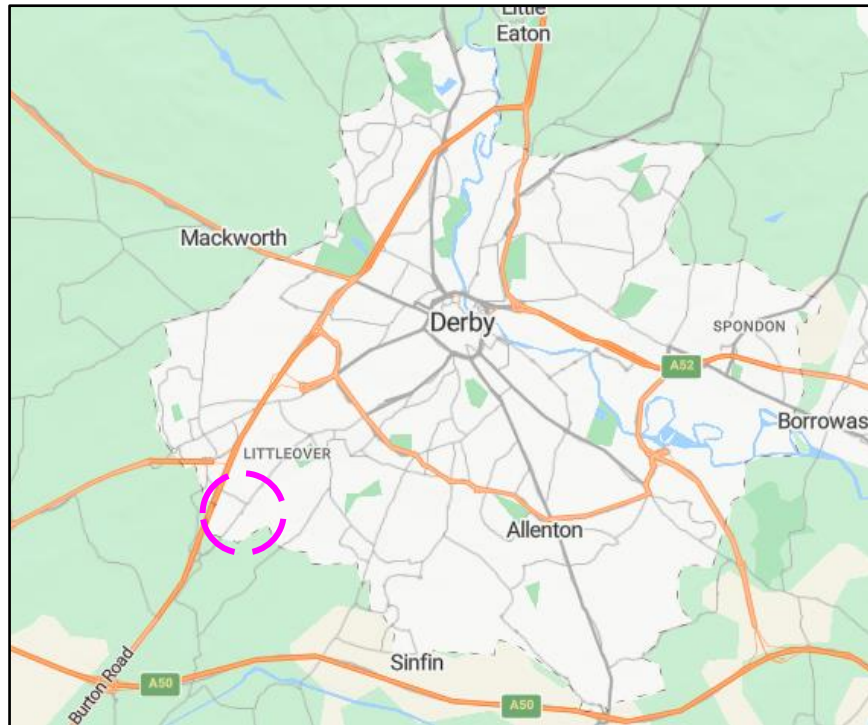 Little
Eaton
Mackworth
Derby
SPONDON
A52
Borrowas
LITTLEOVER
Allenton
Sinfin
Burton Road
A50
A50